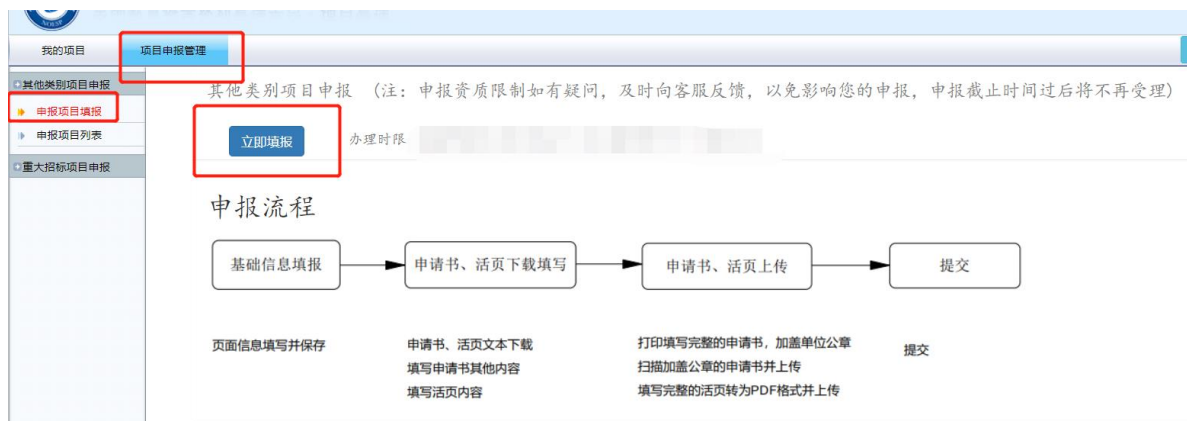 我的项目
项目申报管理
其他类别项目申报
申报项目填报
申报项目列表
重大招标项目申报
其他类别项目申报 （注：申报资质限制如有疑问，及时向客服反馈，以免影响您的申报，申报截止时间过后将不再受理）
立即填报
办理时限
申报流程
基础信息填报
申请书、活页下载填写
申请书、活页上传
提交
页面信息填写并保存
申请书、活页文本下载
填写申请书其他内容
填写活页内容
打印填写完整的申请书，加盖单位公章
扫描加盖公章的申请书并上传
填写完整的活页转为PDF格式并上传
提交